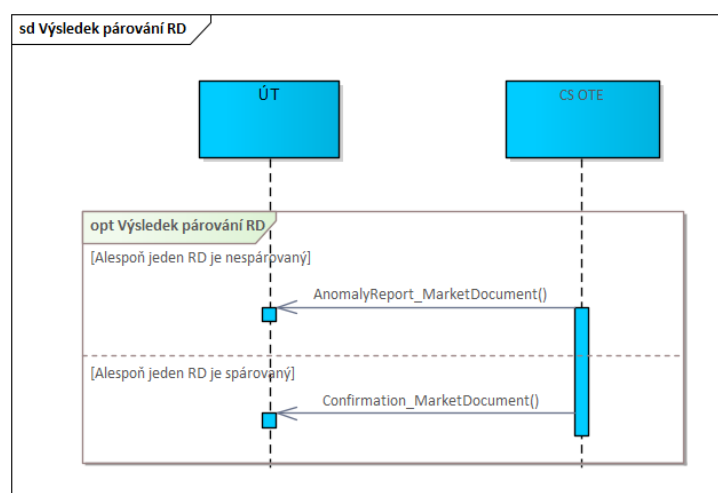 sd Výsledek párování RD
ÚT
CS OTE
opt Výsledek párování RD
[Alespoň jeden RD je nespárovaný]
AnomalyReport_MarketDocument()
[Alespoň jeden RD je spárovaný]
Confirmation_MarketDocument()